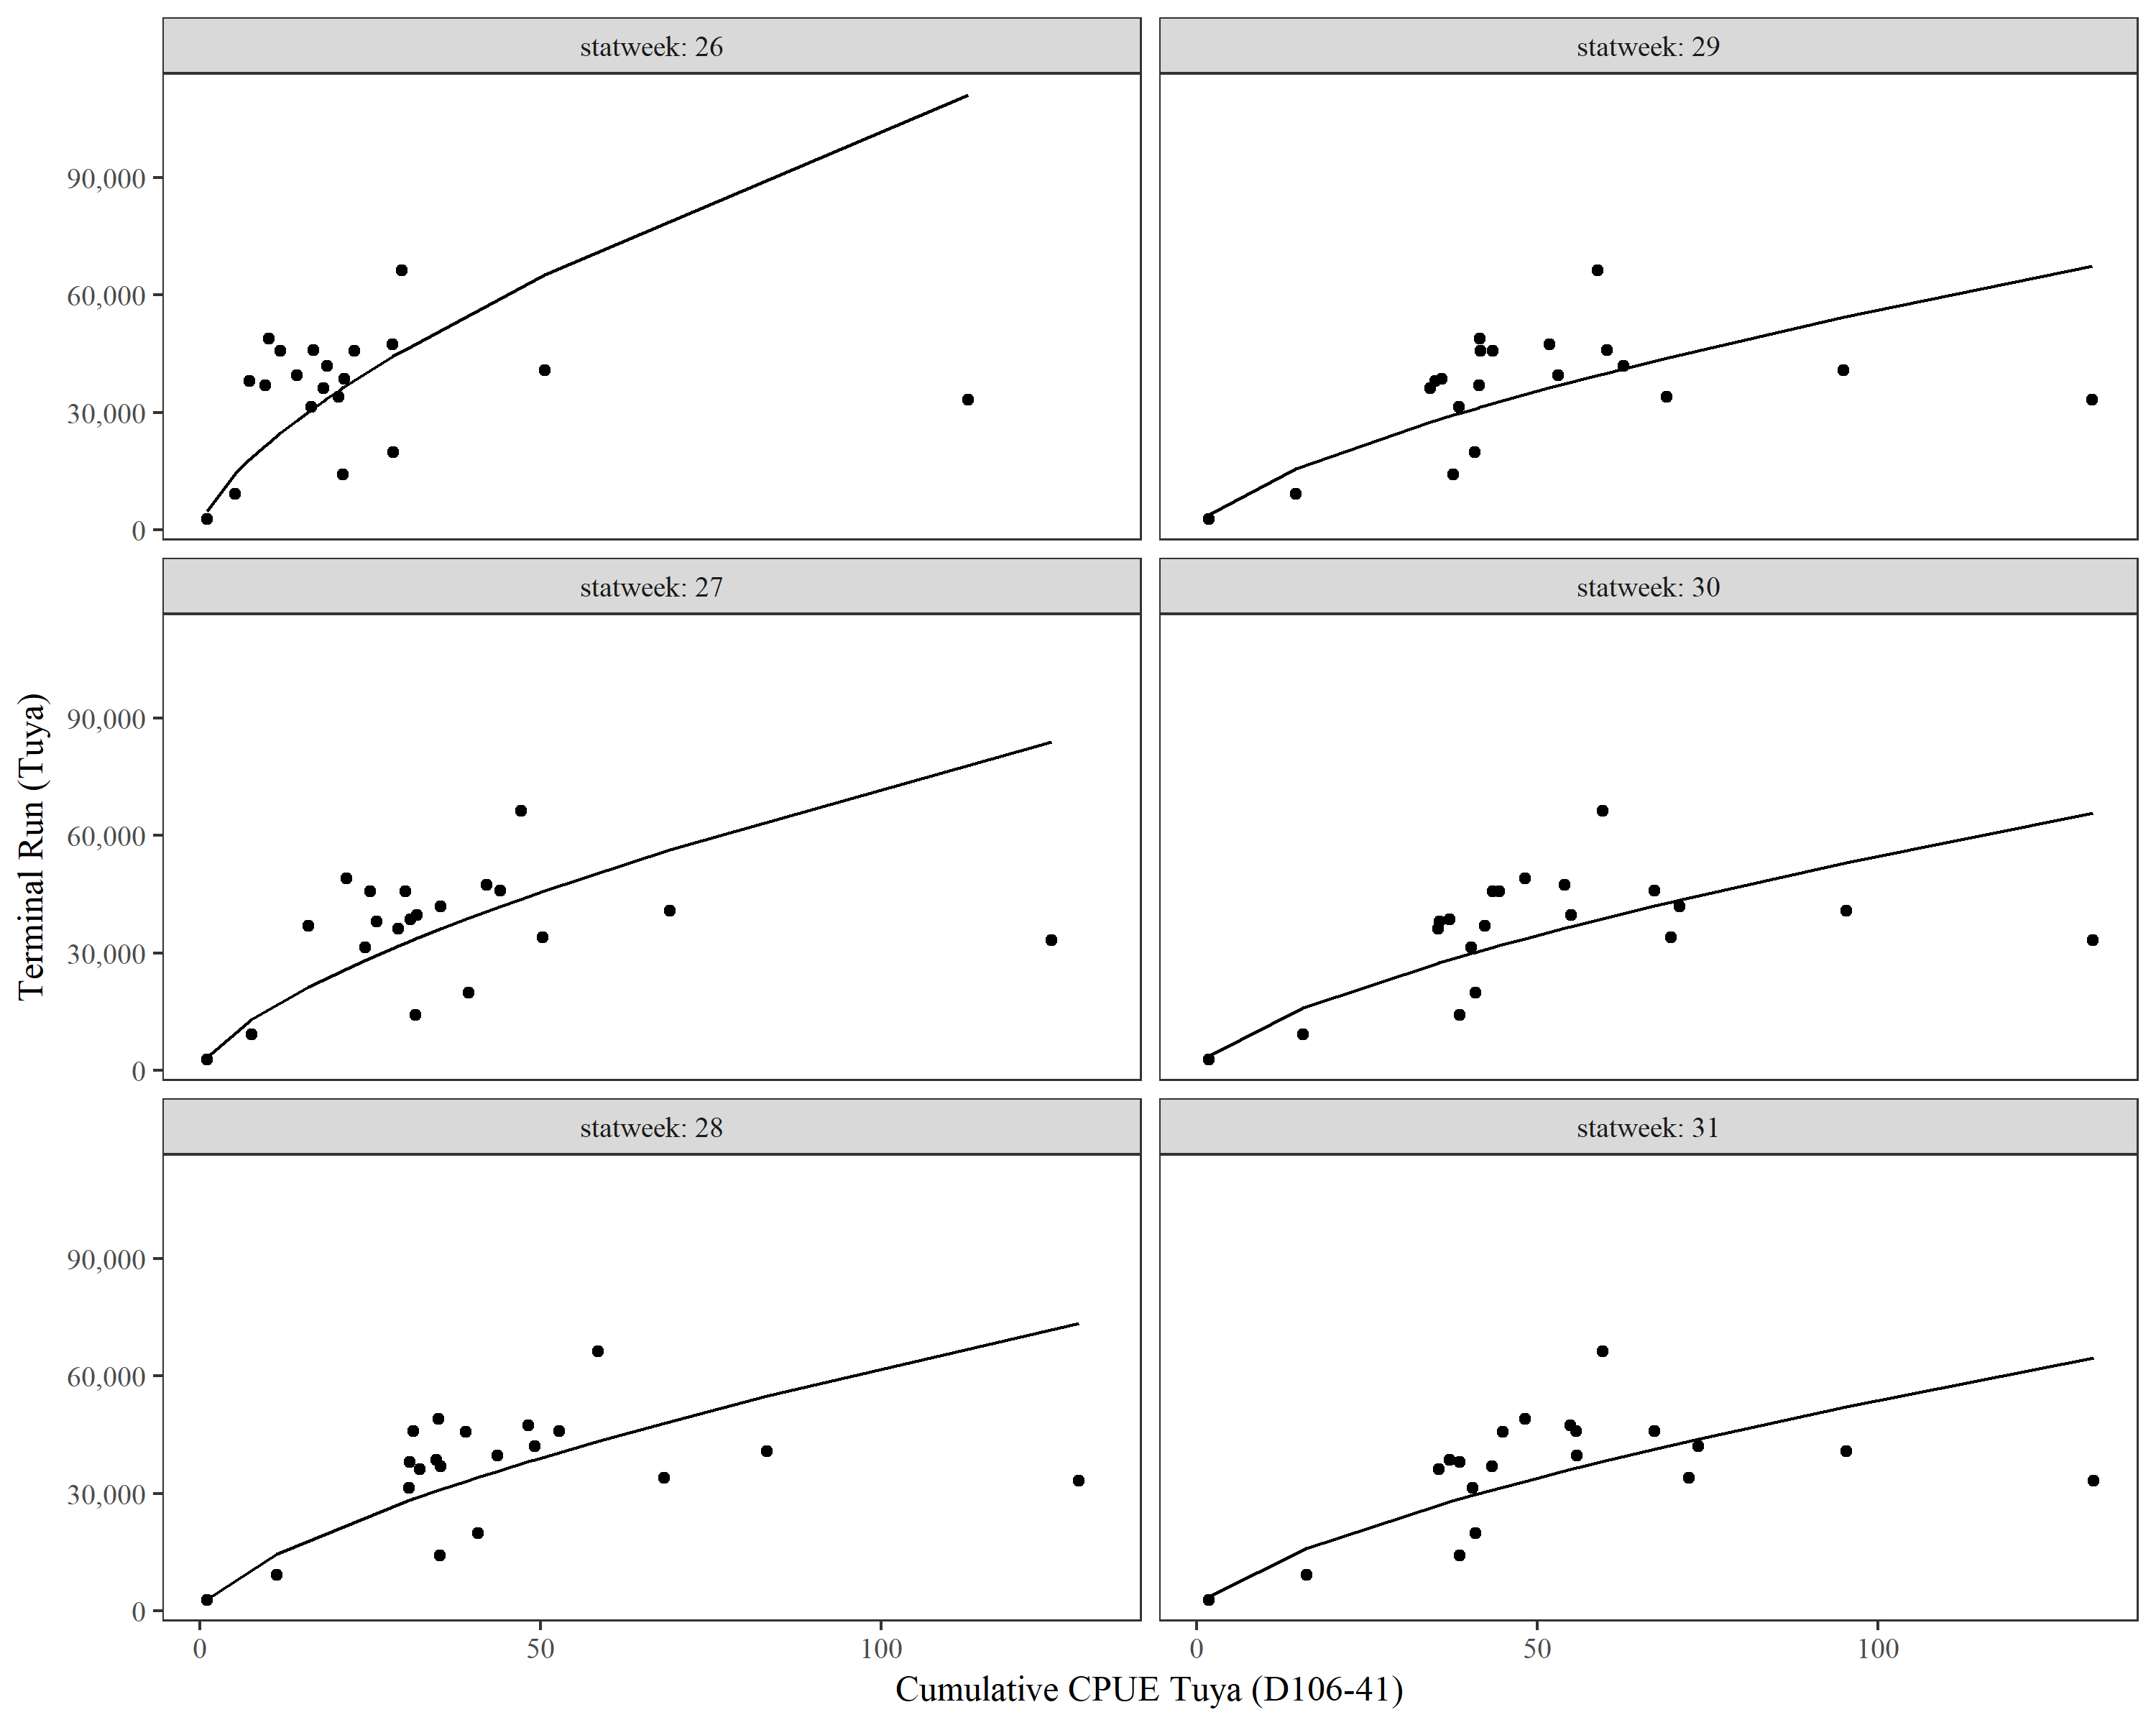 statweek: 26
statweek: 29
90,000
60,000
30,000
0
statweek: 27
statweek: 30
90,000
60,000
30,000
0
Terminal Run (Tuya)
statweek: 28
statweek: 31
90,000
60,000
30,000
0
0 50 100
0 50 100
Cumulative CPUE Tuya (D106-41)